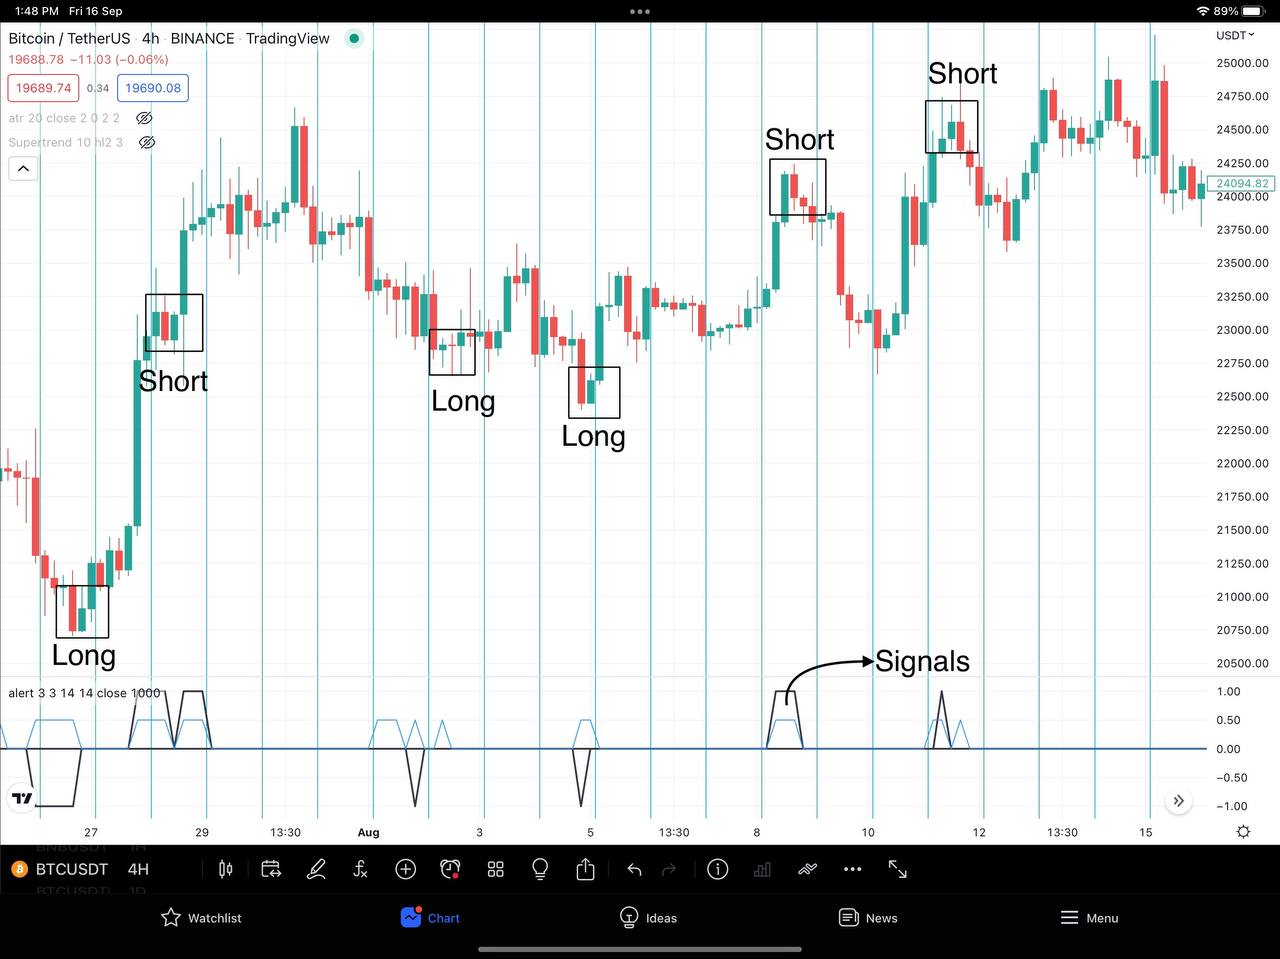 1:48 PM Fri 16 Sep
89%
Bitcoin / TetherUS · 4h · BINANCE · TradingView
USDT
19688.78 −11.03 (−0.06%)
19689.74 0.34 19690.08
atr 20 close 2 0 2 2
Supertrend 10 hl2 3
25000.00
24750.00
24500.00
24250.00
24094.82
24000.00
23750.00
23500.00
23250.00
23000.00
22750.00
22500.00
22250.00
22000.00
21750.00
21500.00
21250.00
21000.00
20750.00
20500.00
Short
Short
Short
Long
Long
Long
Signals
alert 3 3 14 14 close 1000
1.00
0.50
0.00
−0.50
−1.00
27 29 13:30 Aug 3 5 13:30 8 10 12 13:30 15
BTCUSDT 4H
Watchlist Chart Ideas News Menu